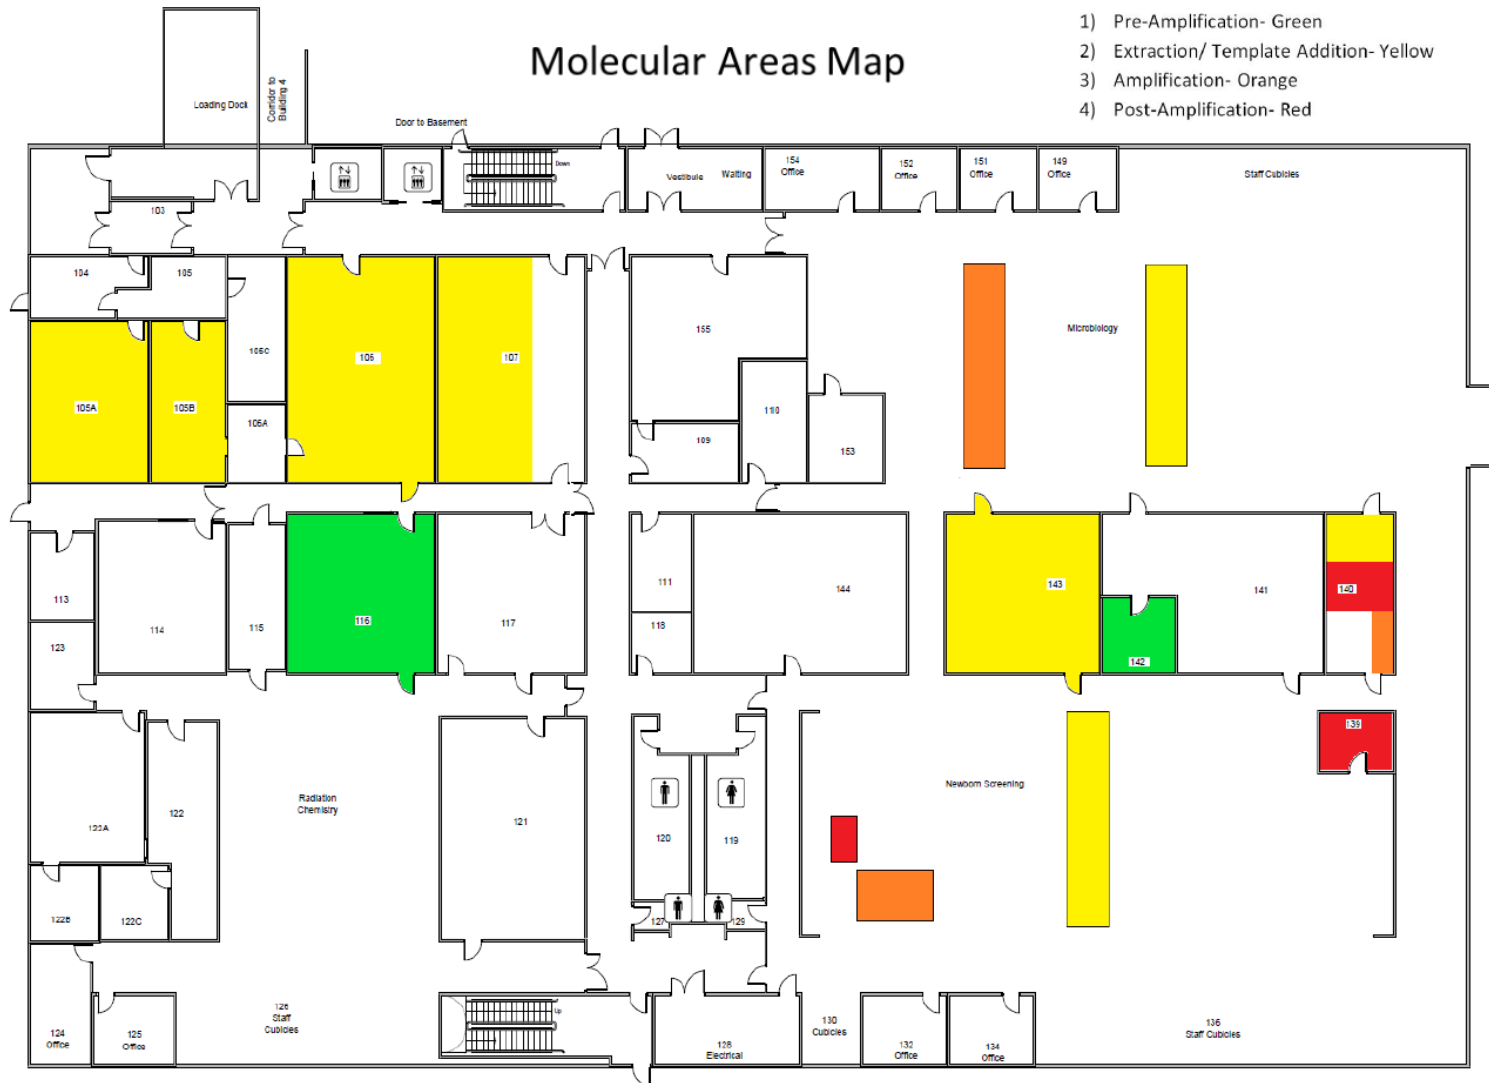 Molecular Areas Map
1) Pre-Amplification- Green
2) Extraction/ Template Addition- Yellow
3) Amplification- Orange
4) Post-Amplification- Red
Loading Dock
Corridor to
Building 4
Door to Basement
Down
Vestibule
Waiting
154
Office
152
Office
151
Office
149
Office
Staff Cubicles
103
104
105
105A
105B
106C
106A
106
107
155
109
110
153
Microbiology
113
114
115
116
117
111
118
144
143
142
141
140
139
123
122A
122
122B
122C
Radiation
Chemistry
121
120
119
127
129
Newborn Screening
124
Office
125
Office
126
Staff
Cubicles
Up
128
Electrical
130
Cubicles
132
Office
134
Office
136
Staff Cubicles